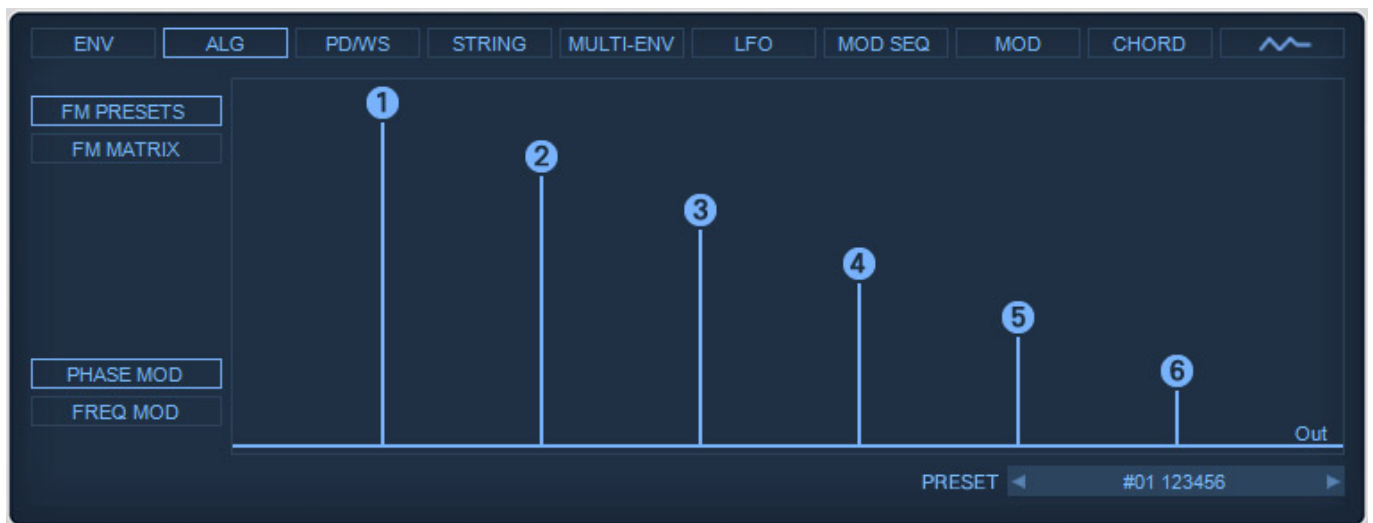 ENV ALG PD/WS STRING MULTI-ENV LFO MOD SEQ MOD CHORD
FM PRESETS
FM MATRIX
1
2
3
4
5
6
PHASE MOD
FREQ MOD
Out
PRESET #01 123456